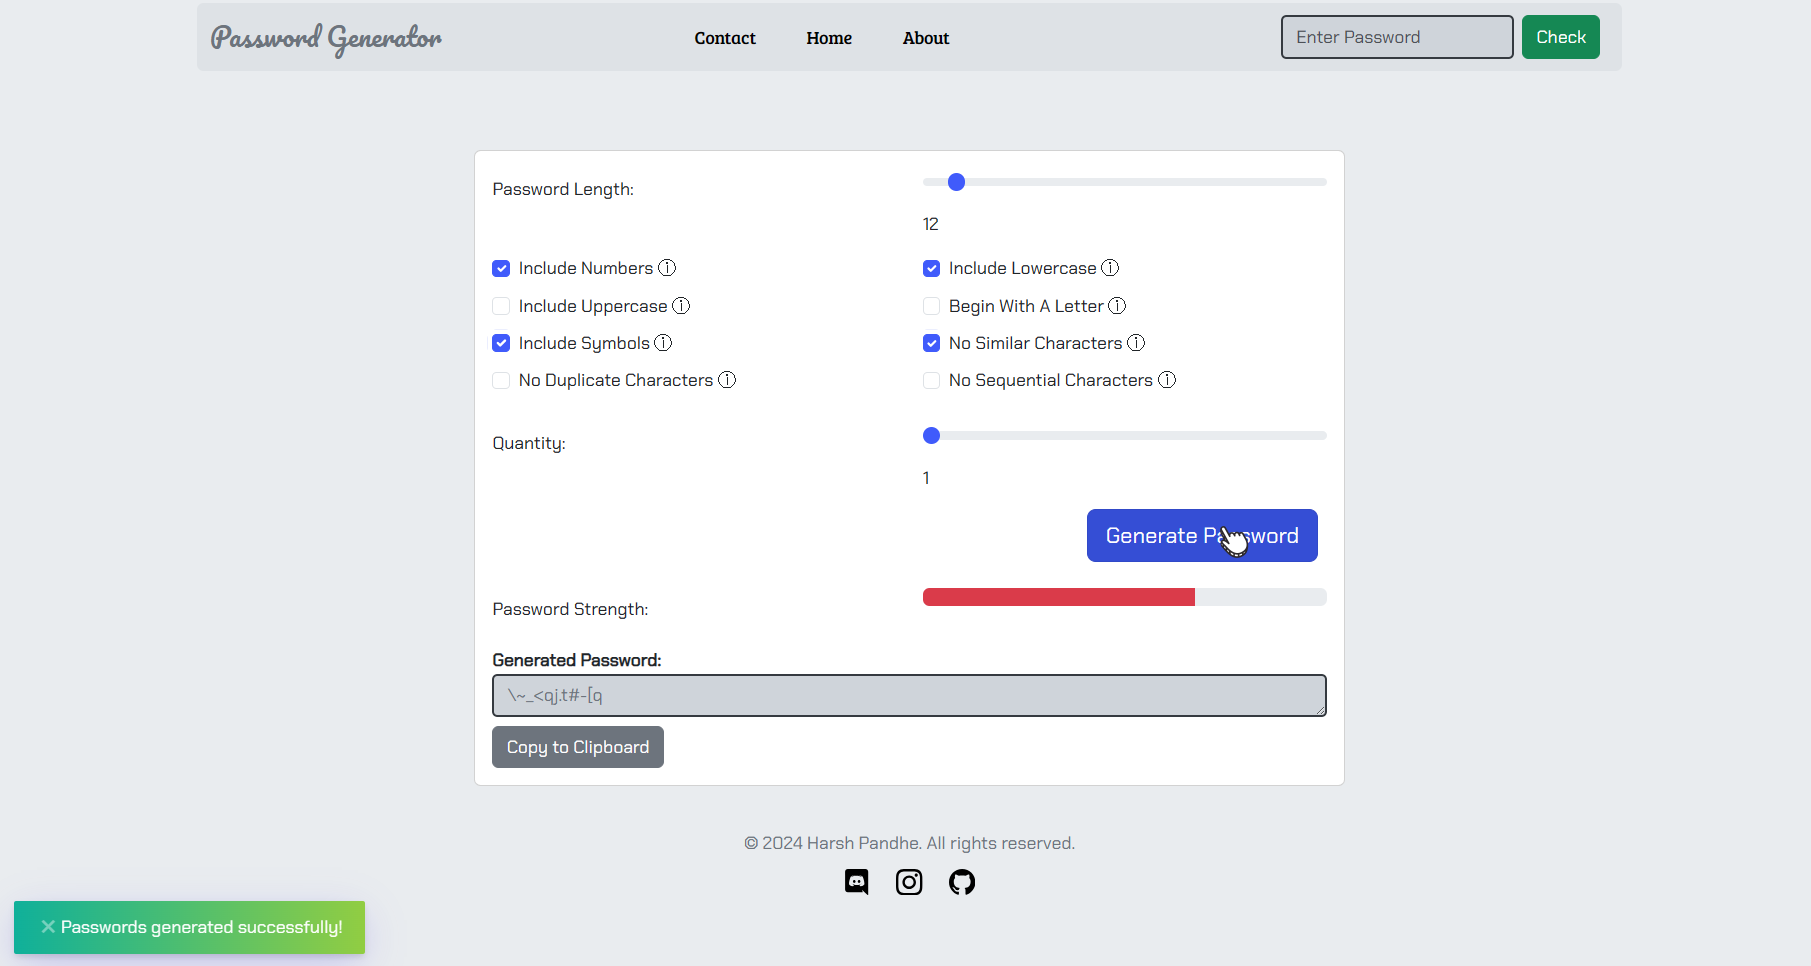 Password Generator
Contact
Home
About
Enter Password
Check
Password Length:
12
Include Numbers
Include Lowercase
Include Uppercase
Begin With A Letter
Include Symbols
No Similar Characters
No Duplicate Characters
No Sequential Characters
Quantity:
1
Generate Password
Password Strength:
Generated Password:
\~_<qj.t#-[q
Copy to Clipboard
© 2024 Harsh Pandhe. All rights reserved.
✕ Passwords generated successfully!